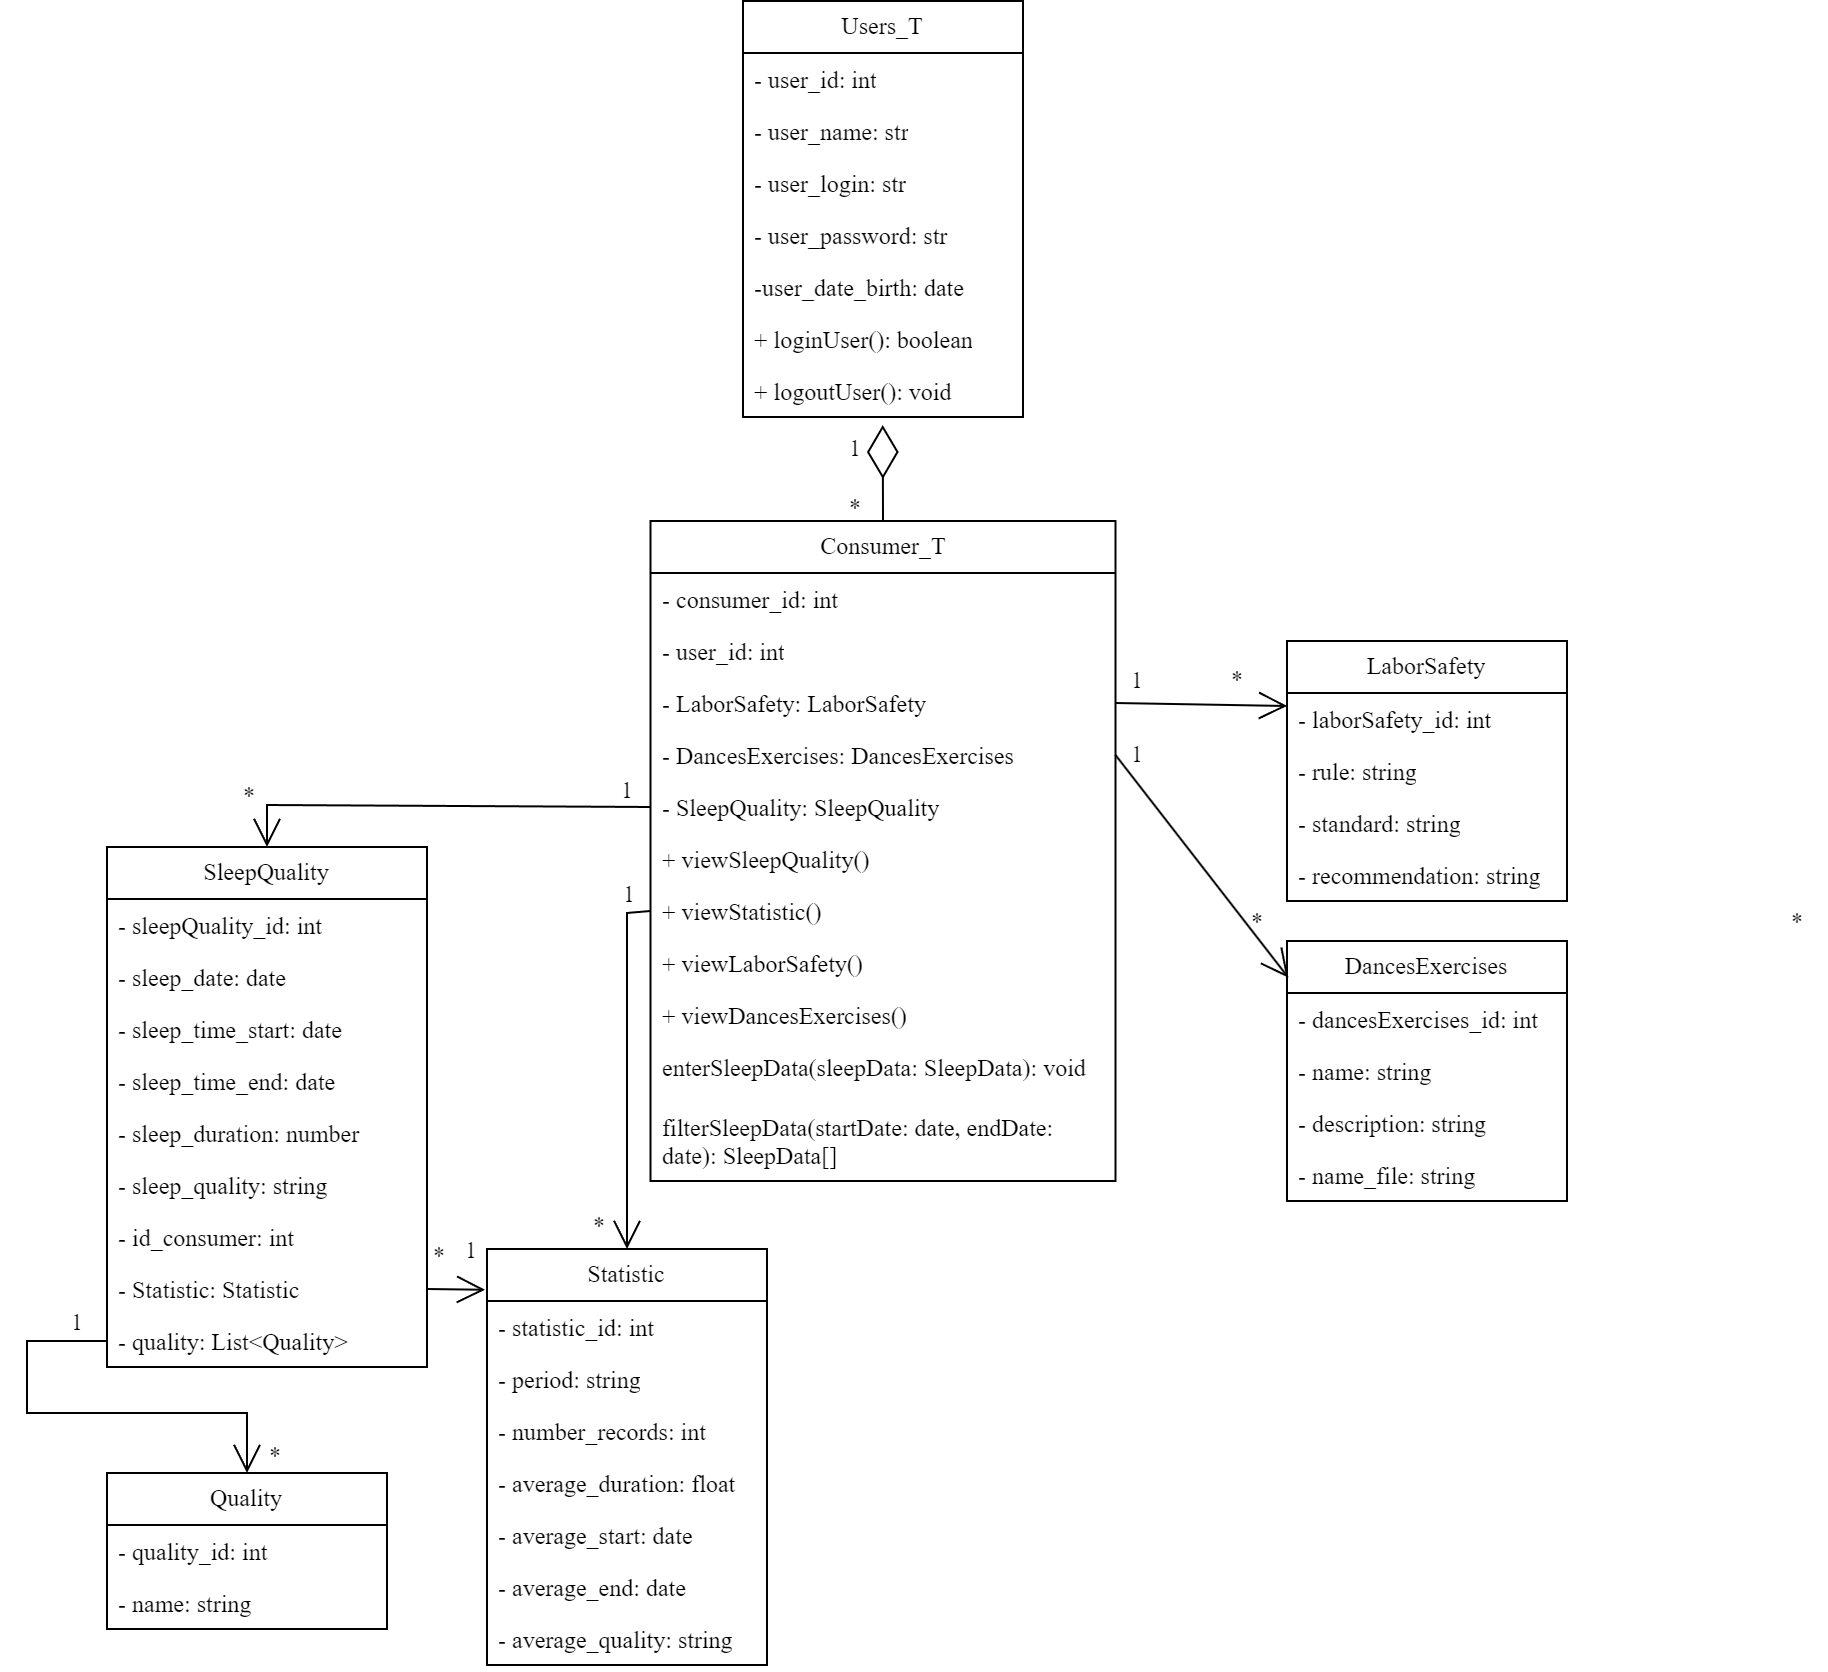 Users_T
- user_id: int
- user_name: str
- user_login: str
- user_password: str
-user_date_birth: date
+ loginUser(): boolean
+ logoutUser(): void
1
*
Consumer_T
- consumer_id: int
- user_id: int
- LaborSafety: LaborSafety
- DancesExercises: DancesExercises
- SleepQuality: SleepQuality
+ viewSleepQuality()
+ viewStatistic()
+ viewLaborSafety()
+ viewDancesExercises()
enterSleepData(sleepData: SleepData): void
filterSleepData(startDate: date, endDate:
date): SleepData[]
1
*
LaborSafety
- laborSafety_id: int
- rule: string
- standard: string
- recommendation: string
1
*
*
DancesExercises
- dancesExercises_id: int
- name: string
- description: string
- name_file: string
*
1
SleepQuality
- sleepQuality_id: int
- sleep_date: date
- sleep_time_start: date
- sleep_time_end: date
- sleep_duration: number
- sleep_quality: string
- id_consumer: int
- Statistic: Statistic
- quality: List<Quality>
1
*
* 1
Statistic
- statistic_id: int
- period: string
- number_records: int
- average_duration: float
- average_start: date
- average_end: date
- average_quality: string
1
*
Quality
- quality_id: int
- name: string